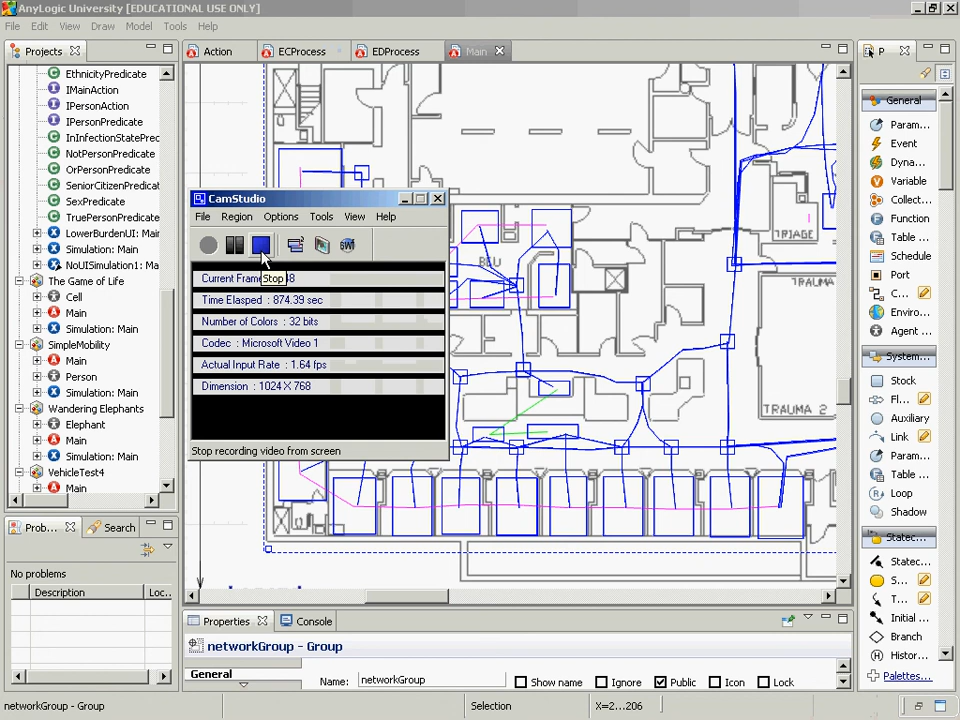 AnyLogic University [EDUCATIONAL USE ONLY]
File Edit View Draw Model Tools Help
Projects
EthnicityPredicate
IMainAction
IPersonAction
IPersonPredicate
InInfectionStatePred
NotPersonPredicate
OrPersonPredicate
SeniorCitizenPredicat
SexPredicate
TruePersonPredicate
LowerBurdenUI: Main
Simulation: Main
NoUISimulation1: Ma
The Game of Life
Cell
Main
Simulation: Main
SimpleMobility
Main
Person
Simulation: Main
Wandering Elephants
Elephant
Main
Simulation: Main
VehicleTest4
Main
Prob...
Search
No problems
Description
Loc...
Action
ECProcess
EDProcess
Main
BEU
TRIAGE
TRAUMA 2
CamStudio
File Region Options Tools View Help
Current Frame
8
Stop
Time Elasped : 874.39 sec
Number of Colors : 32 bits
Codec : Microsoft Video 1
Actual Input Rate : 1.64 fps
Dimension : 1024 X 768
Stop recording video from screen
Properties
Console
networkGroup - Group
General
Name:
networkGroup
Show name
Ignore
Public
Icon
Lock
P
General
Param...
Event
Dyna...
Variable
Collect...
Function
Table ...
Schedule
Port
C...
Enviro...
Agent ...
System...
Stock
Fl...
Auxiliary
Link
Param...
Table ...
Loop
Shadow
Statec...
Statec...
S...
T...
Initial ...
Branch
Histor...
Palettes...
networkGroup - Group
Selection
X=2...206